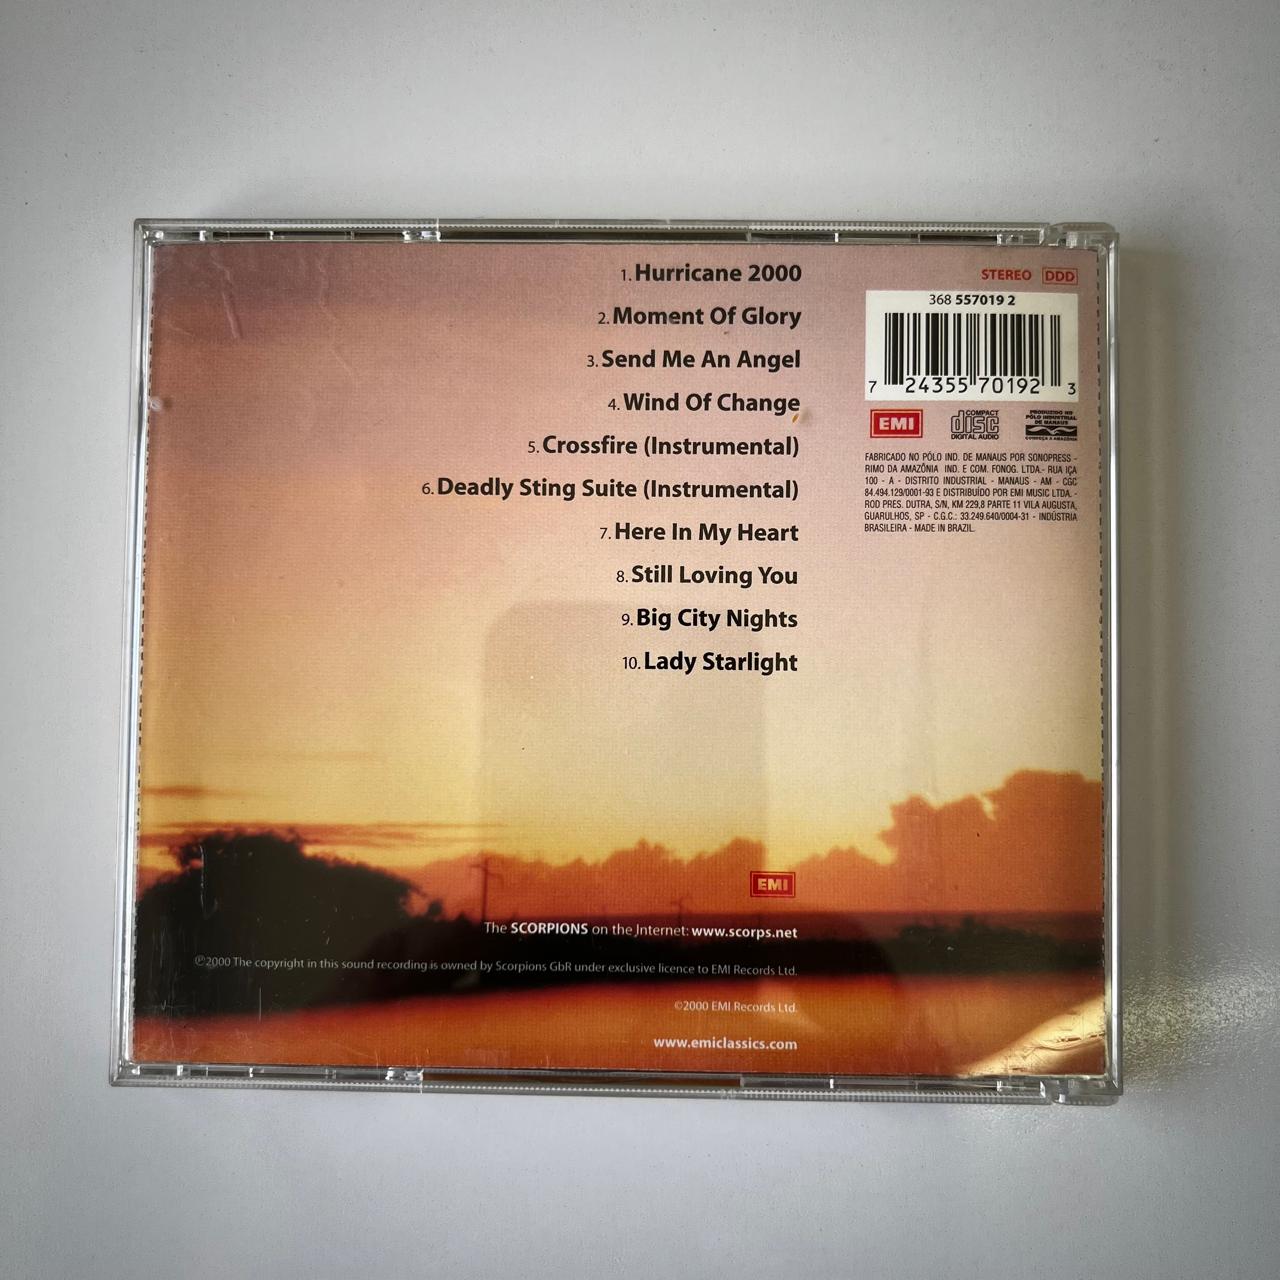 1. Hurricane 2000
2. Moment Of Glory
3. Send Me An Angel
4. Wind Of Change
5. Crossfire (Instrumental)
6. Deadly Sting Suite (Instrumental)
7. Here In My Heart
8. Still Loving You
9. Big City Nights
10. Lady Starlight
STEREO DDD
368 557019 2
7 24355 70192 3
EMI
COMPACT
disc
DIGITAL AUDIO
PRODUZIDO NO
PÓLO INDUSTRIAL
DE MANAUS
CONHEÇA A AMAZÔNIA
FABRICADO NO PÓLO IND. DE MANAUS POR SONOPRESS -
RIMO DA AMAZÔNIA IND. E COM. FONOG. LTDA.- RUA IÇA
100 - A - DISTRITO INDUSTRIAL - MANAUS - AM - CGC
84.494.129/0001-93 E DISTRIBUÍDO POR EMI MUSIC LTDA. -
ROD PRES. DUTRA, S/N, KM 229,8 PARTE 11 VILA AUGUSTA,
GUARULHOS, SP - C.G.C.: 33.249.640/0004-31 - INDÚSTRIA
BRASILEIRA - MADE IN BRAZIL.
EMI
The SCORPIONS on the Internet: www.scorps.net
℗2000 The copyright in this sound recording is owned by Scorpions GbR under exclusive licence to EMI Records Ltd.
©2000 EMI Records Ltd.
www.emiclassics.com